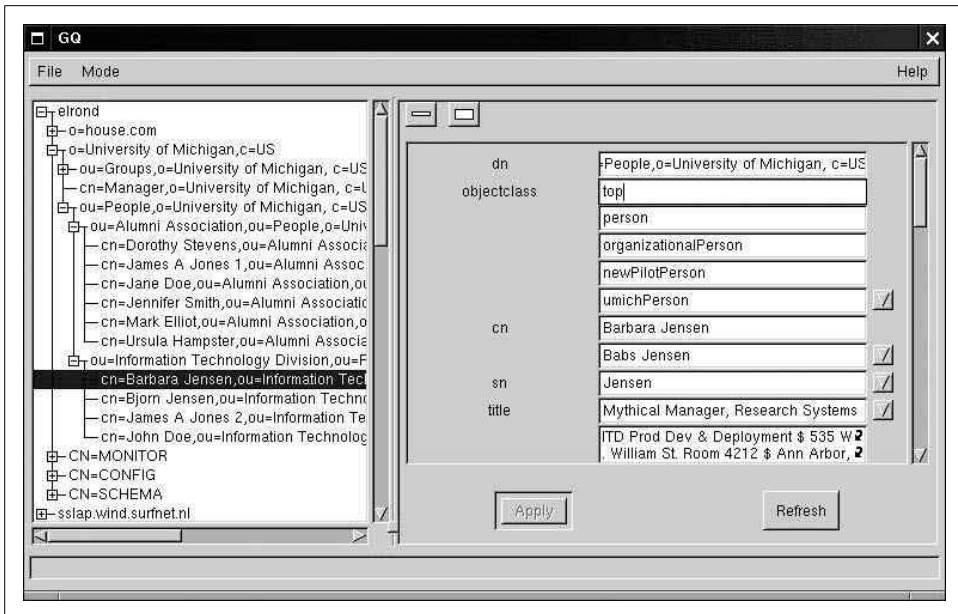 GQ
File Mode Help
elrond
o=house.com
o=University of Michigan,c=US
ou=Groups,o=University of Michigan, c=US
cn=Manager,o=University of Michigan, c=U
ou=People,o=University of Michigan, c=US
ou=Alumni Association,ou=People,o=Univ
cn=Dorothy Stevens,ou=Alumni Associa
cn=James A Jones 1,ou=Alumni Assoc
cn=Jane Doe,ou=Alumni Association,ou
cn=Jennifer Smith,ou=Alumni Associatio
cn=Mark Elliot,ou=Alumni Association,o
cn=Ursula Hampster,ou=Alumni Associa
ou=Information Technology Division,ou=P
cn=Barbara Jensen,ou=Information Tecl
cn=Bjorn Jensen,ou=Information Techno
cn=James A Jones 2,ou=Information Te
cn=John Doe,ou=Information Technolog
CN=MONITOR
CN=CONFIG
CN=SCHEMA
sslap.wind.surfnet.nl
dn =People,o=University of Michigan, c=US
objectclass top
person
organizationalPerson
newPilotPerson
umichPerson
cn Barbara Jensen
Babs Jensen
sn Jensen
title Mythical Manager, Research Systems
ITD Prod Dev & Deployment $ 535 W
. William St. Room 4212 $ Ann Arbor,
Apply Refresh